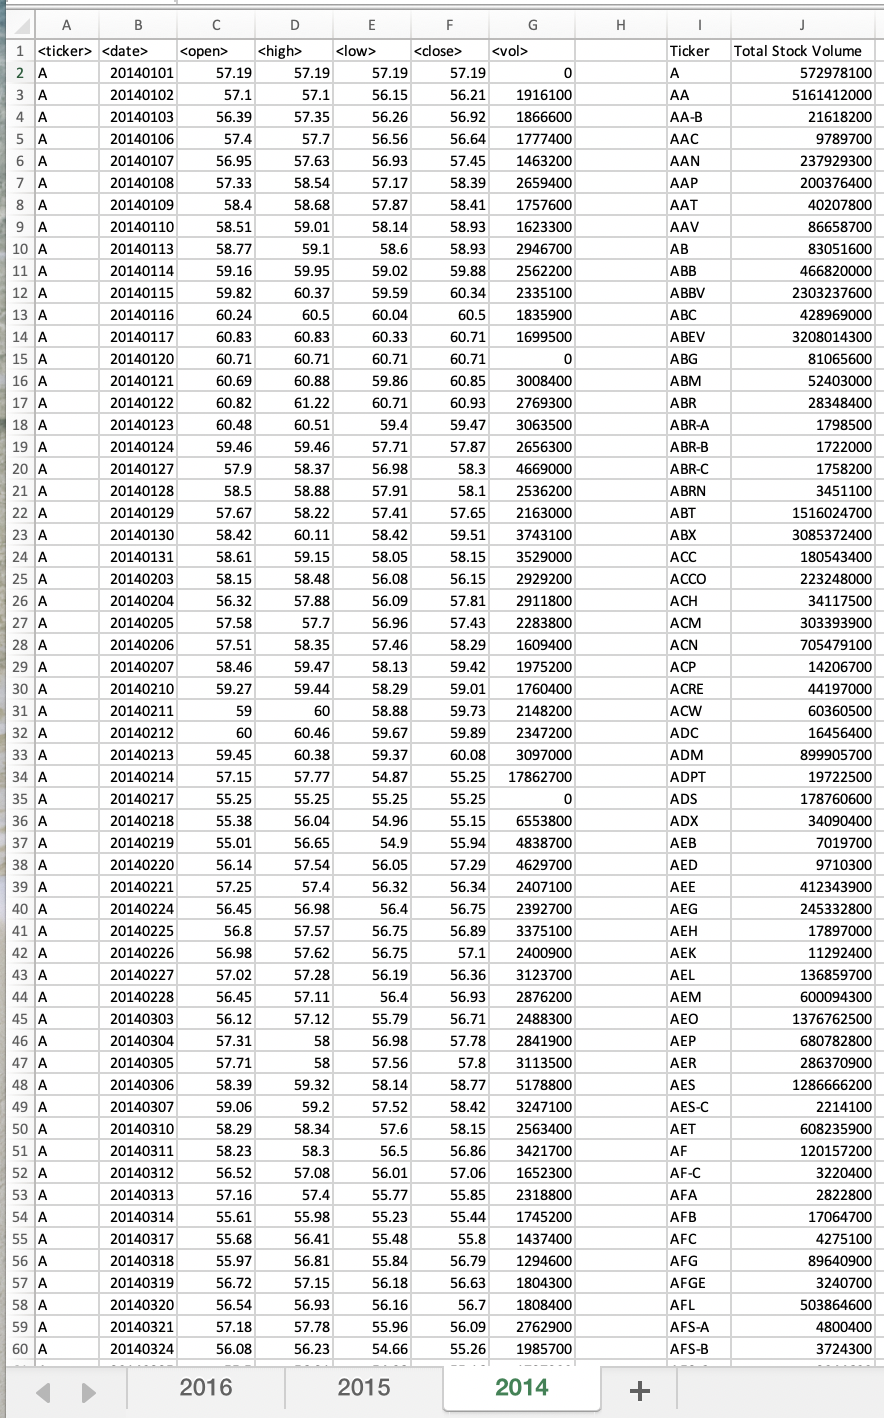 A B C D E F G H I J
1 <ticker> <date> <open> <high> <low> <close> <vol> Ticker Total Stock Volume
2 A 20140101 57.19 57.19 57.19 57.19 0 A 572978100
3 A 20140102 57.1 57.1 56.15 56.21 1916100 AA 5161412000
4 A 20140103 56.39 57.35 56.26 56.92 1866600 AA-B 21618200
5 A 20140106 57.4 57.7 56.56 56.64 1777400 AAC 9789700
6 A 20140107 56.95 57.63 56.93 57.45 1463200 AAN 237929300
7 A 20140108 57.33 58.54 57.17 58.39 2659400 AAP 200376400
8 A 20140109 58.4 58.68 57.87 58.41 1757600 AAT 40207800
9 A 20140110 58.51 59.01 58.14 58.93 1623300 AAV 86658700
10 A 20140113 58.77 59.1 58.6 58.93 2946700 AB 83051600
11 A 20140114 59.16 59.95 59.02 59.88 2562200 ABB 466820000
12 A 20140115 59.82 60.37 59.59 60.34 2335100 ABBV 2303237600
13 A 20140116 60.24 60.5 60.04 60.5 1835900 ABC 428969000
14 A 20140117 60.83 60.83 60.33 60.71 1699500 ABEV 3208014300
15 A 20140120 60.71 60.71 60.71 60.71 0 ABG 81065600
16 A 20140121 60.69 60.88 59.86 60.85 3008400 ABM 52403000
17 A 20140122 60.82 61.22 60.71 60.93 2769300 ABR 28348400
18 A 20140123 60.48 60.51 59.4 59.47 3063500 ABR-A 1798500
19 A 20140124 59.46 59.46 57.71 57.87 2656300 ABR-B 1722000
20 A 20140127 57.9 58.37 56.98 58.3 4669000 ABR-C 1758200
21 A 20140128 58.5 58.88 57.91 58.1 2536200 ABRN 3451100
22 A 20140129 57.67 58.22 57.41 57.65 2163000 ABT 1516024700
23 A 20140130 58.42 60.11 58.42 59.51 3743100 ABX 3085372400
24 A 20140131 58.61 59.15 58.05 58.15 3529000 ACC 180543400
25 A 20140203 58.15 58.48 56.08 56.15 2929200 ACCO 223248000
26 A 20140204 56.32 57.88 56.09 57.81 2911800 ACH 34117500
27 A 20140205 57.58 57.7 56.96 57.43 2283800 ACM 303393900
28 A 20140206 57.51 58.35 57.46 58.29 1609400 ACN 705479100
29 A 20140207 58.46 59.47 58.13 59.42 1975200 ACP 14206700
30 A 20140210 59.27 59.44 58.29 59.01 1760400 ACRE 44197000
31 A 20140211 59 60 58.88 59.73 2148200 ACW 60360500
32 A 20140212 60 60.46 59.67 59.89 2347200 ADC 16456400
33 A 20140213 59.45 60.38 59.37 60.08 3097000 ADM 899905700
34 A 20140214 57.15 57.77 54.87 55.25 17862700 ADPT 19722500
35 A 20140217 55.25 55.25 55.25 55.25 0 ADS 178760600
36 A 20140218 55.38 56.04 54.96 55.15 6553800 ADX 34090400
37 A 20140219 55.01 56.65 54.9 55.94 4838700 AEB 7019700
38 A 20140220 56.14 57.54 56.05 57.29 4629700 AED 9710300
39 A 20140221 57.25 57.4 56.32 56.34 2407100 AEE 412343900
40 A 20140224 56.45 56.98 56.4 56.75 2392700 AEG 245332800
41 A 20140225 56.8 57.57 56.75 56.89 3375100 AEH 17897000
42 A 20140226 56.98 57.62 56.75 57.1 2400900 AEK 11292400
43 A 20140227 57.02 57.28 56.19 56.36 3123700 AEL 136859700
44 A 20140228 56.45 57.11 56.4 56.93 2876200 AEM 600094300
45 A 20140303 56.12 57.12 55.79 56.71 2488300 AEO 1376762500
46 A 20140304 57.31 58 56.98 57.78 2841900 AEP 680782800
47 A 20140305 57.71 58 57.56 57.8 3113500 AER 286370900
48 A 20140306 58.39 59.32 58.14 58.77 5178800 AES 1286666200
49 A 20140307 59.06 59.2 57.52 58.42 3247100 AES-C 2214100
50 A 20140310 58.29 58.34 57.6 58.15 2563400 AET 608235900
51 A 20140311 58.23 58.3 56.5 56.86 3421700 AF 120157200
52 A 20140312 56.52 57.08 56.01 57.06 1652300 AF-C 3220400
53 A 20140313 57.16 57.4 55.77 55.85 2318800 AFA 2822800
54 A 20140314 55.61 55.98 55.23 55.44 1745200 AFB 17064700
55 A 20140317 55.68 56.41 55.48 55.8 1437400 AFC 4275100
56 A 20140318 55.97 56.81 55.84 56.79 1294600 AFG 89640900
57 A 20140319 56.72 57.15 56.18 56.63 1804300 AFGE 3240700
58 A 20140320 56.54 56.93 56.16 56.7 1808400 AFL 503864600
59 A 20140321 57.18 57.78 55.96 56.09 2762900 AFS-A 4800400
60 A 20140324 56.08 56.23 54.66 55.26 1985700 AFS-B 3724300
2016 2015 2014 +